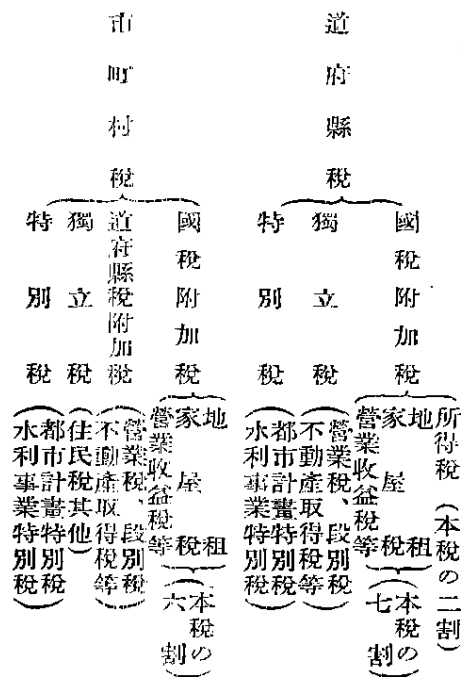 道府縣稅
國稅附加稅
所得稅（本稅の二割）
地租
家屋稅
營業收益稅等
（本稅の七割）
獨立稅
（營業稅、段別稅
不動產取得稅等）
特別稅
（都市計畫特別稅
水利事業特別稅）
市町村稅
國稅附加稅
地租
家屋稅
營業收益稅等
（本稅の六割）
道府縣稅附加稅
（營業稅、段別稅
不動產取得稅等）
獨立稅
（住民稅其他）
特別稅
（都市計畫特別稅
水利事業特別稅）